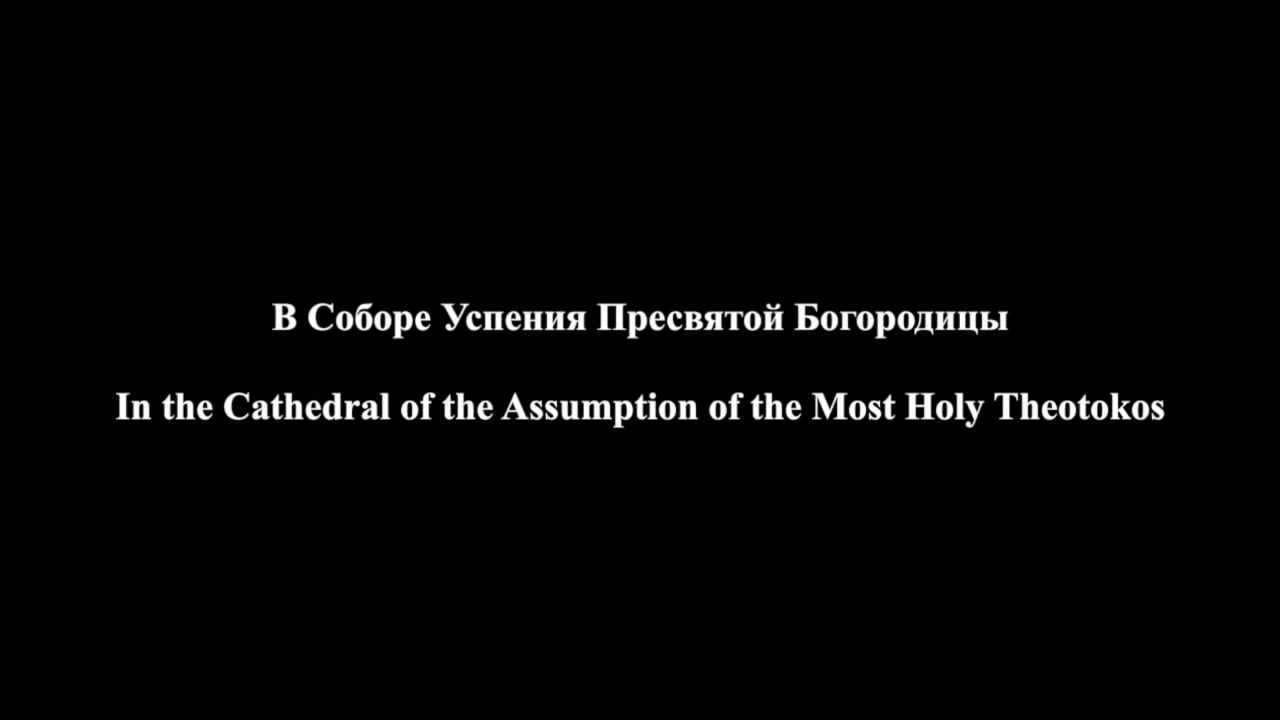 В Соборе Успения Пресвятой Богородицы
In the Cathedral of the Assumption of the Most Holy Theotokos